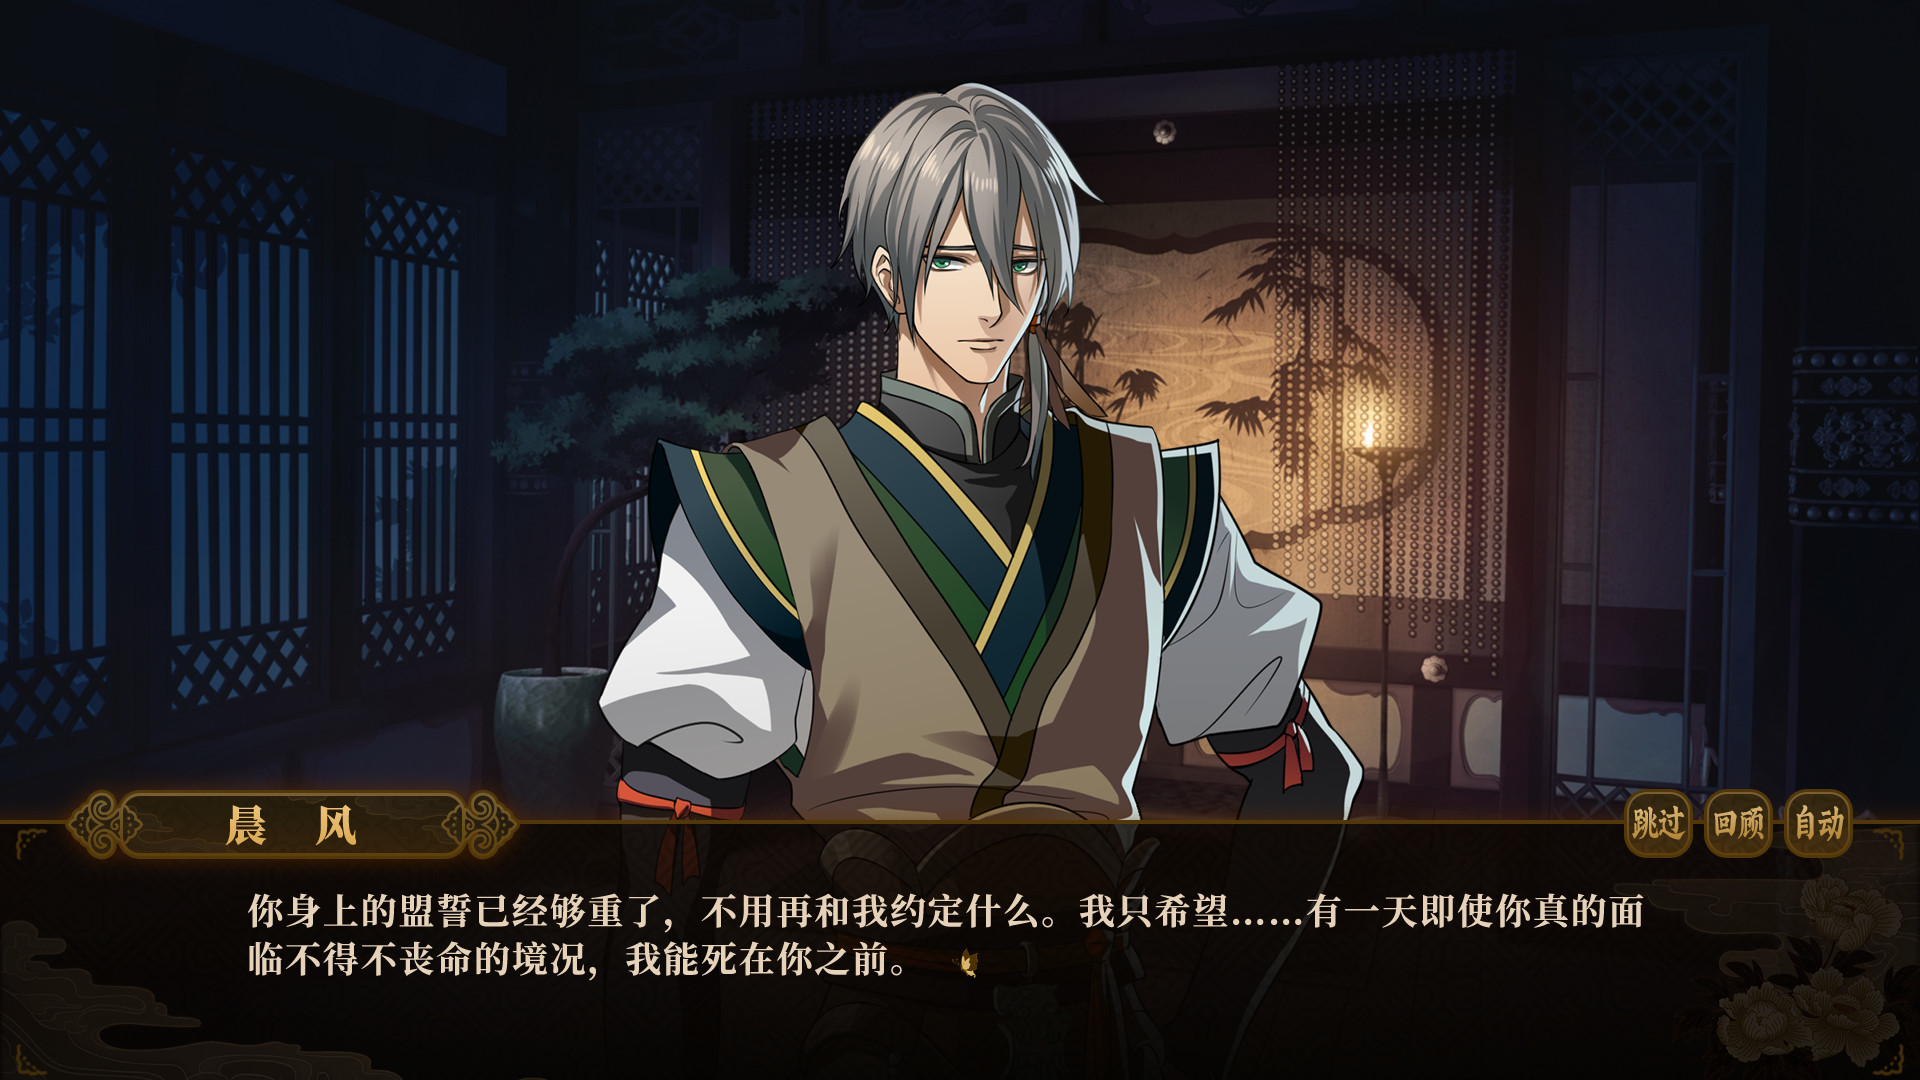 晨风
跳过 回顾 自动
你身上的盟誓已经够重了，不用再和我约定什么。我只希望……有一天即使你真的面
临不得不丧命的境况，我能死在你之前。